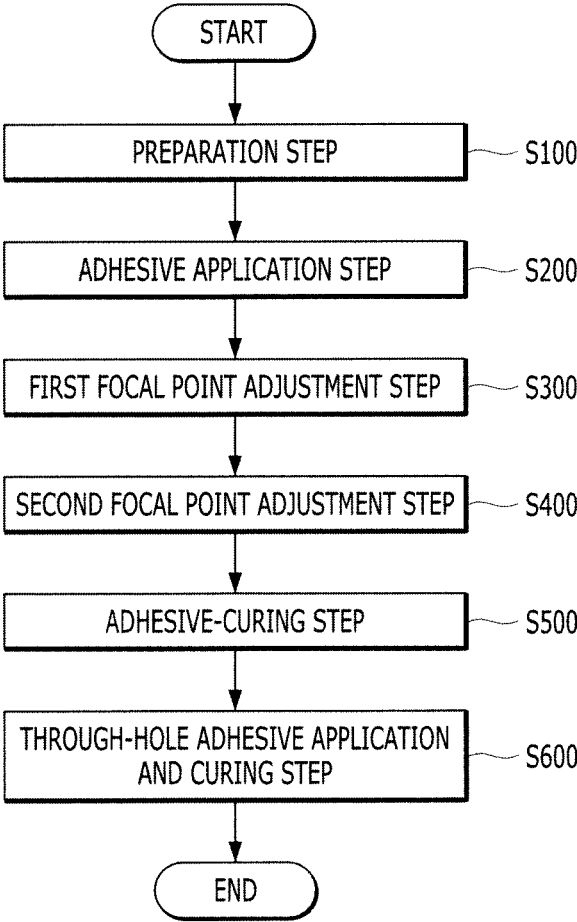 START
PREPARATION STEP
S100
ADHESIVE APPLICATION STEP
S200
FIRST FOCAL POINT ADJUSTMENT STEP
S300
SECOND FOCAL POINT ADJUSTMENT STEP
S400
ADHESIVE-CURING STEP
S500
THROUGH-HOLE ADHESIVE APPLICATION
AND CURING STEP
S600
END